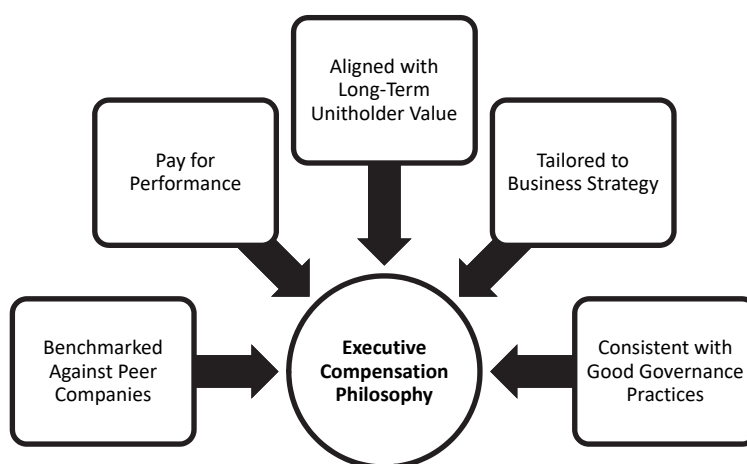 Aligned with
Long-Term
Unitholder Value
Pay for
Performance
Tailored to
Business Strategy
Benchmarked
Against Peer
Companies
Executive
Compensation
Philosophy
Consistent with
Good Governance
Practices